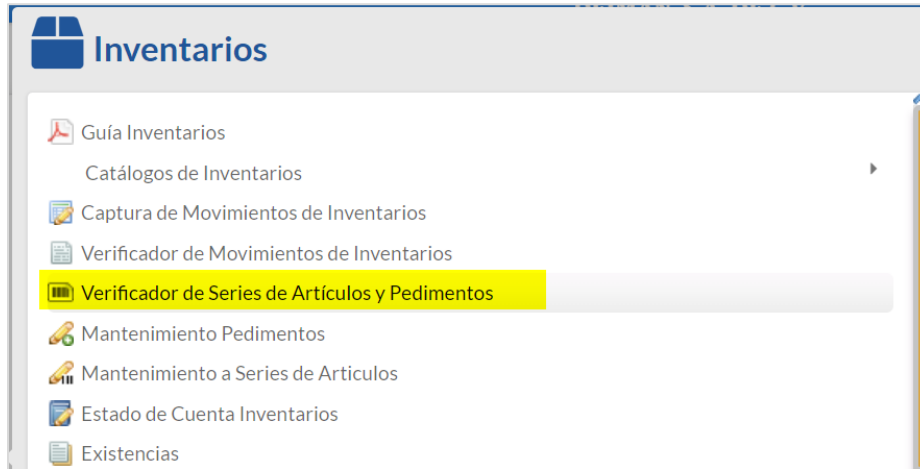 Inventarios
Guía Inventarios
Catálogos de Inventarios
Captura de Movimientos de Inventarios
Verificador de Movimientos de Inventarios
Verificador de Series de Artículos y Pedimentos
Mantenimiento Pedimentos
Mantenimiento a Series de Articulos
Estado de Cuenta Inventarios
Existencias